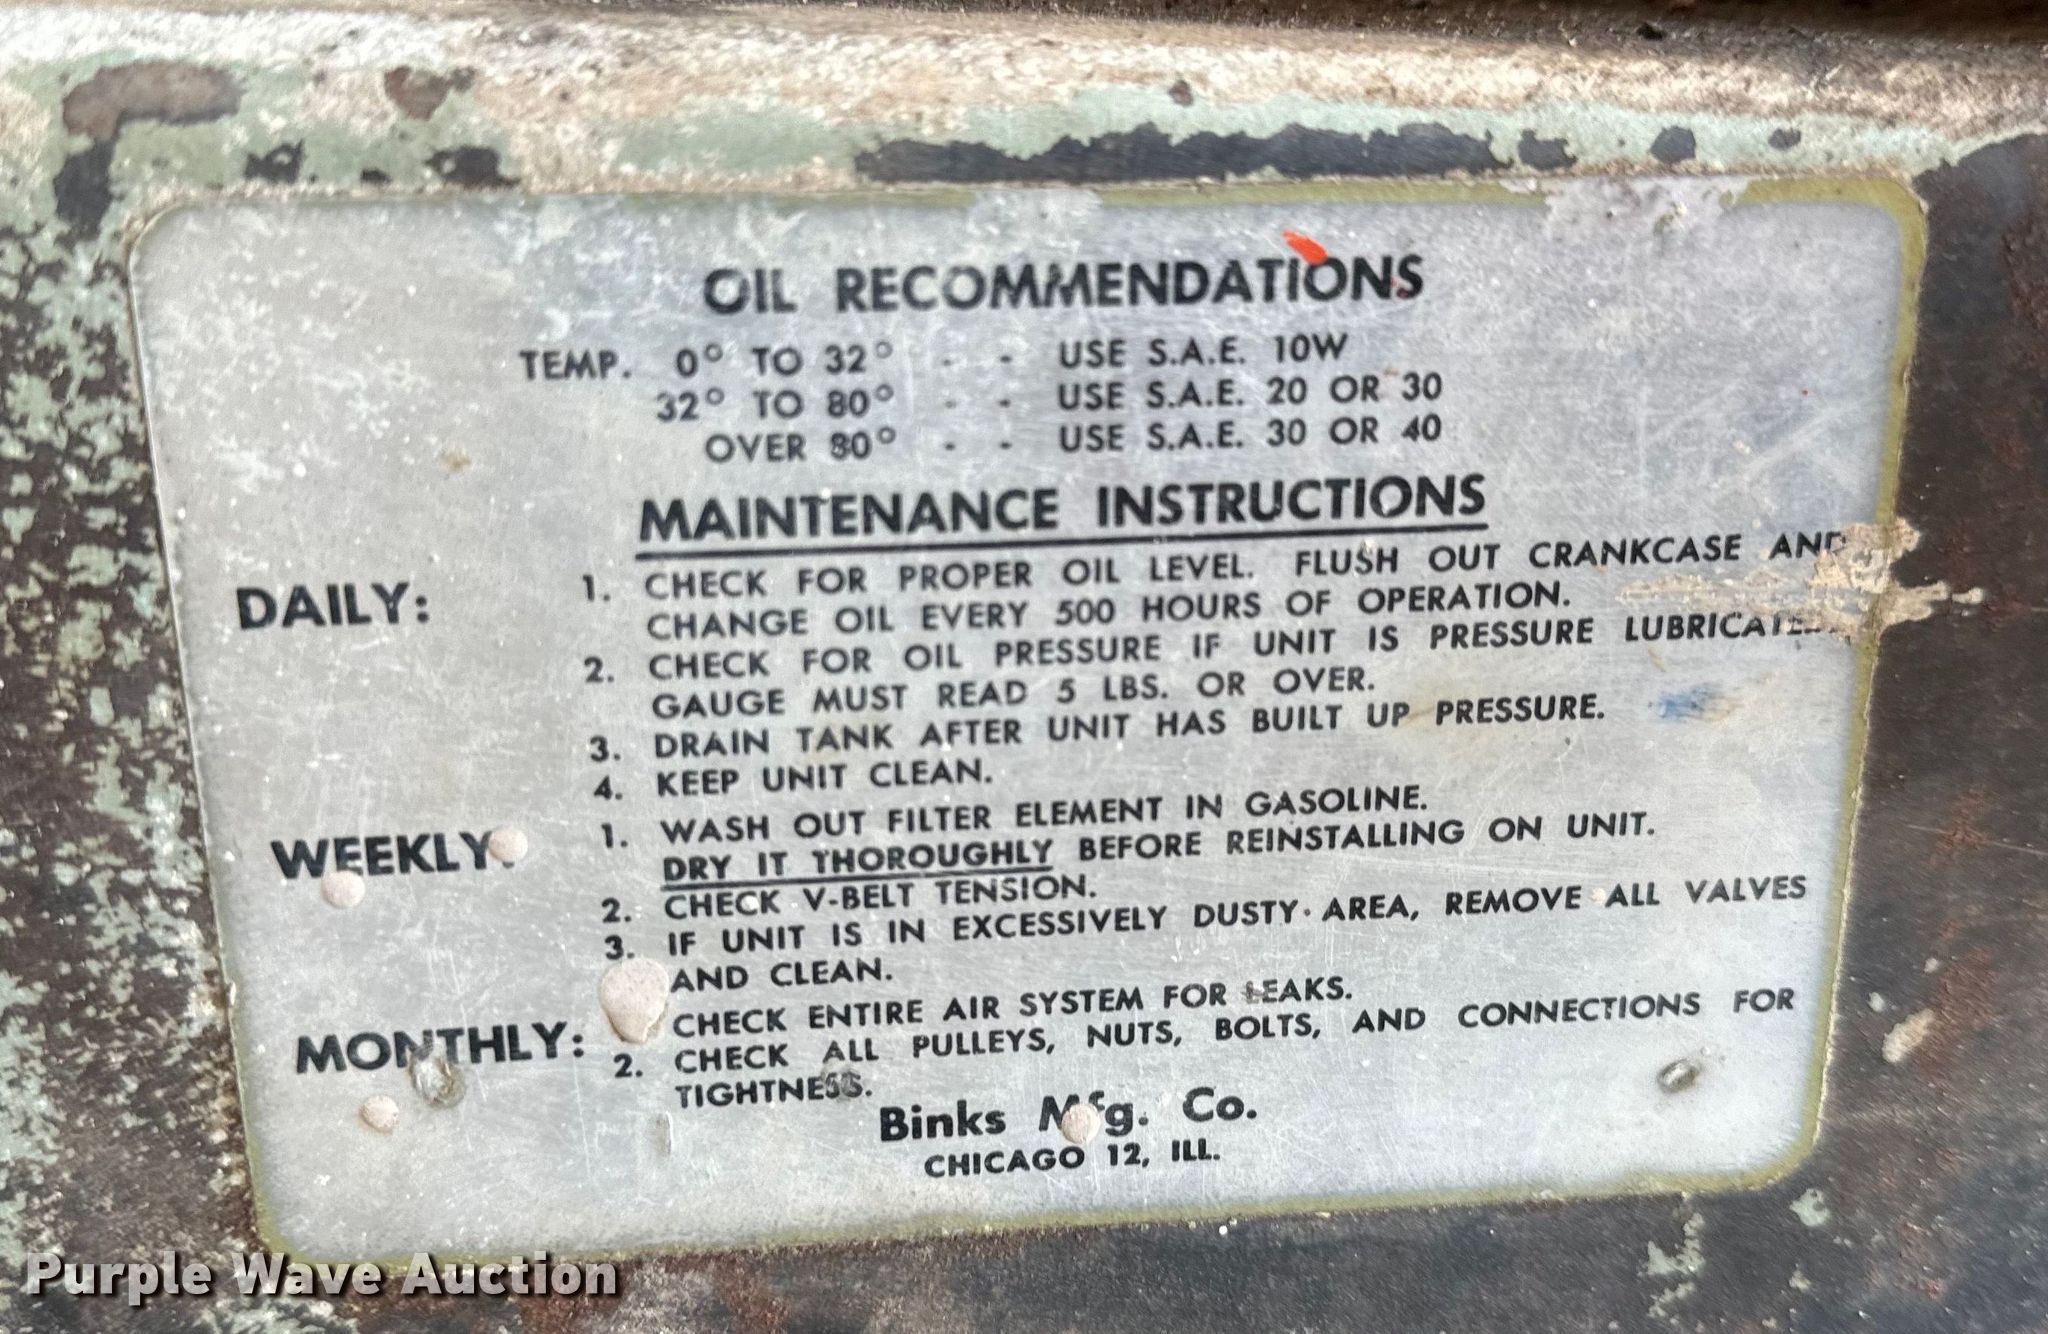 OIL RECOMMENDATIONS
TEMP. 0° TO 32° - - USE S.A.E. 10W
32° TO 80° - - USE S.A.E. 20 OR 30
OVER 80° - - USE S.A.E. 30 OR 40
MAINTENANCE INSTRUCTIONS
DAILY: 1. CHECK FOR PROPER OIL LEVEL. FLUSH OUT CRANKCASE AND
CHANGE OIL EVERY 500 HOURS OF OPERATION.
2. CHECK FOR OIL PRESSURE IF UNIT IS PRESSURE LUBRICATED.
GAUGE MUST READ 5 LBS. OR OVER.
3. DRAIN TANK AFTER UNIT HAS BUILT UP PRESSURE.
4. KEEP UNIT CLEAN.
WEEKLY: 1. WASH OUT FILTER ELEMENT IN GASOLINE.
DRY IT THOROUGHLY BEFORE REINSTALLING ON UNIT.
2. CHECK V-BELT TENSION.
3. IF UNIT IS IN EXCESSIVELY DUSTY AREA, REMOVE ALL VALVES
AND CLEAN.
MONTHLY: CHECK ENTIRE AIR SYSTEM FOR LEAKS.
2. CHECK ALL PULLEYS, NUTS, BOLTS, AND CONNECTIONS FOR
TIGHTNESS.
Binks Mfg. Co.
CHICAGO 12, ILL.
Purple Wave Auction